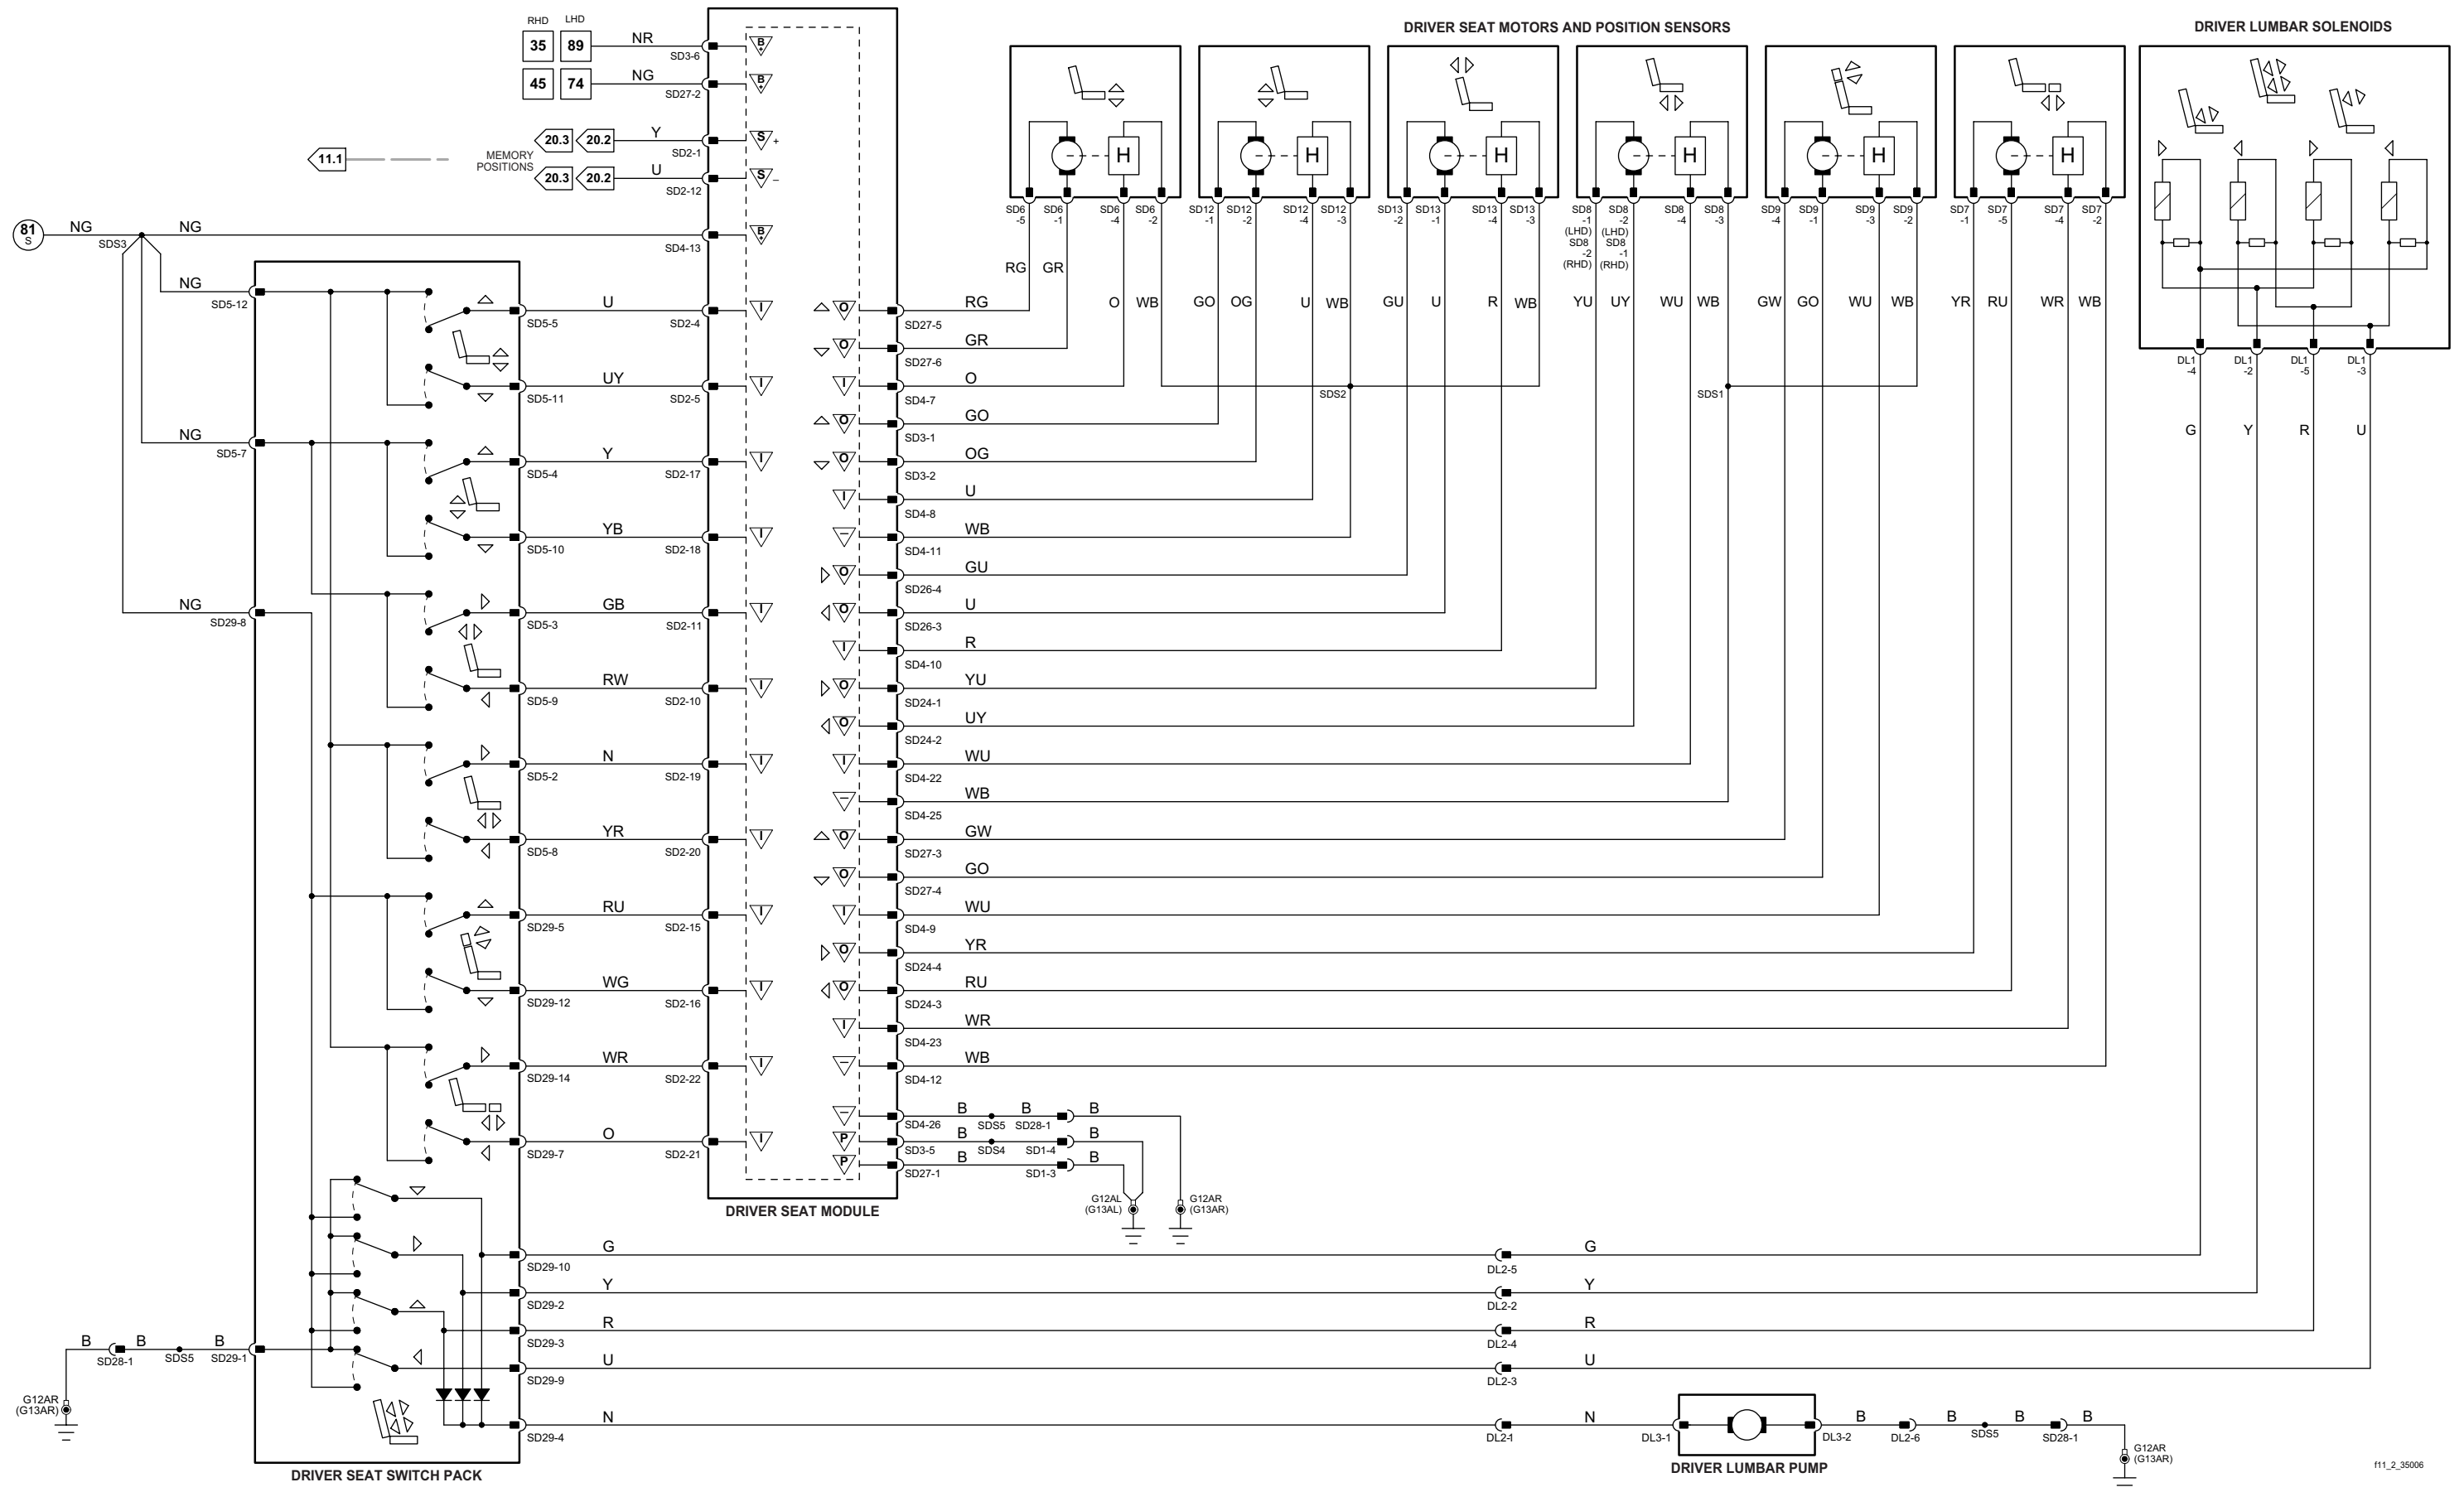 DRIVER SEAT MOTORS AND POSITION SENSORS
DRIVER LUMBAR SOLENOIDS
RHD LHD
35 89 NR SD3-6 B+
45 74 NG SD27-2 B+
20.3 20.2 Y SD2-1 S +
MEMORY
POSITIONS
20.3 20.2 U SD2-12 S –
11.1
81
S
NG SDS3 NG SD4-13 B+
NG SD5-12
NG SD5-7
NG SD29-8
SD5-5 U SD2-4 I
SD5-11 UY SD2-5 I
SD5-4 Y SD2-17 I
SD5-10 YB SD2-18 I
SD5-3 GB SD2-11 I
SD5-9 RW SD2-10 I
SD5-2 N SD2-19 I
SD5-8 YR SD2-20 I
SD29-5 RU SD2-15 I
SD29-12 WG SD2-16 I
SD29-14 WR SD2-22 I
SD29-7 O SD2-21 I
O SD27-5 RG
O SD27-6 GR
I SD4-7 O
O SD3-1 GO
O SD3-2 OG
I SD4-8 U
– SD4-11 WB
O SD26-4 GU
O SD26-3 U
I SD4-10 R
O SD24-1 YU
O SD24-2 UY
I SD4-22 WU
– SD4-25 WB
O SD27-3 GW
O SD27-4 GO
I SD4-9 WU
O SD24-4 YR
O SD24-3 RU
I SD4-23 WR
– SD4-12 WB
– SD4-26 B SDS5 B SD28-1 B
P SD3-5 B SDS4 SD1-4 B
P SD27-1 B SD1-3 B
G12AL
(G13AL)
G12AR
(G13AR)
DRIVER SEAT MODULE
H H H H H H
SD6 -5 SD6 -1 SD6 -4 SD6 -2
SD12 -1 SD12 -2 SD12 -4 SD12 -3
SD13 -2 SD13 -1 SD13 -4 SD13 -3
SD8 -1 (LHD) SD8 -2 (RHD)
SD8 -2 (LHD) SD8 -1 (RHD)
SD8 -4 SD8 -3
SD9 -4 SD9 -1 SD9 -3 SD9 -2
SD7 -1 SD7 -5 SD7 -4 SD7 -2
RG GR
O WB GO OG U WB GU U R WB YU UY WU WB GW GO WU WB YR RU WR WB
SDS2
SDS1
DL1 -4 DL1 -2 DL1 -5 DL1 -3
G Y R U
SD29-10 G DL2-5 G
SD29-2 Y DL2-2 Y
SD29-3 R DL2-4 R
SD29-9 U DL2-3 U
SD29-4 N DL2-1 N DL3-1
DL3-2 B DL2-6 B SDS5 B SD28-1 B
G12AR
(G13AR)
DRIVER LUMBAR PUMP
B SD28-1 B SDS5 B SD29-1
G12AR
(G13AR)
DRIVER SEAT SWITCH PACK
f11_2_35006